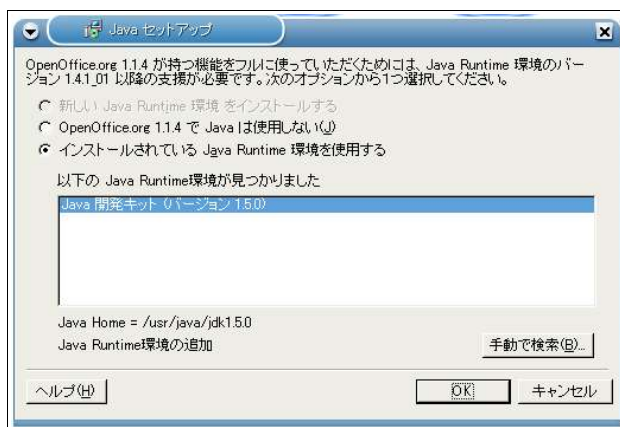 Java セットアップ
OpenOffice.org 1.1.4 が持つ機能をフルに使っていただくためには、Java Runtime 環境のバー
ジョン 1.4.1_01 以降の支援が必要です。次のオプションから1つ選択してください。
新しい Java Runtime 環境 をインストールする
OpenOffice.org 1.1.4 で Java は使用しない(J)
インストールされている Java Runtime 環境を使用する
以下の Java Runtime環境が見つかりました
Java 開発キット (バージョン 1.5.0)
Java Home = /usr/java/jdk1.5.0
Java Runtime環境の追加
手動で検索(B)...
ヘルプ(H)
OK
キャンセル